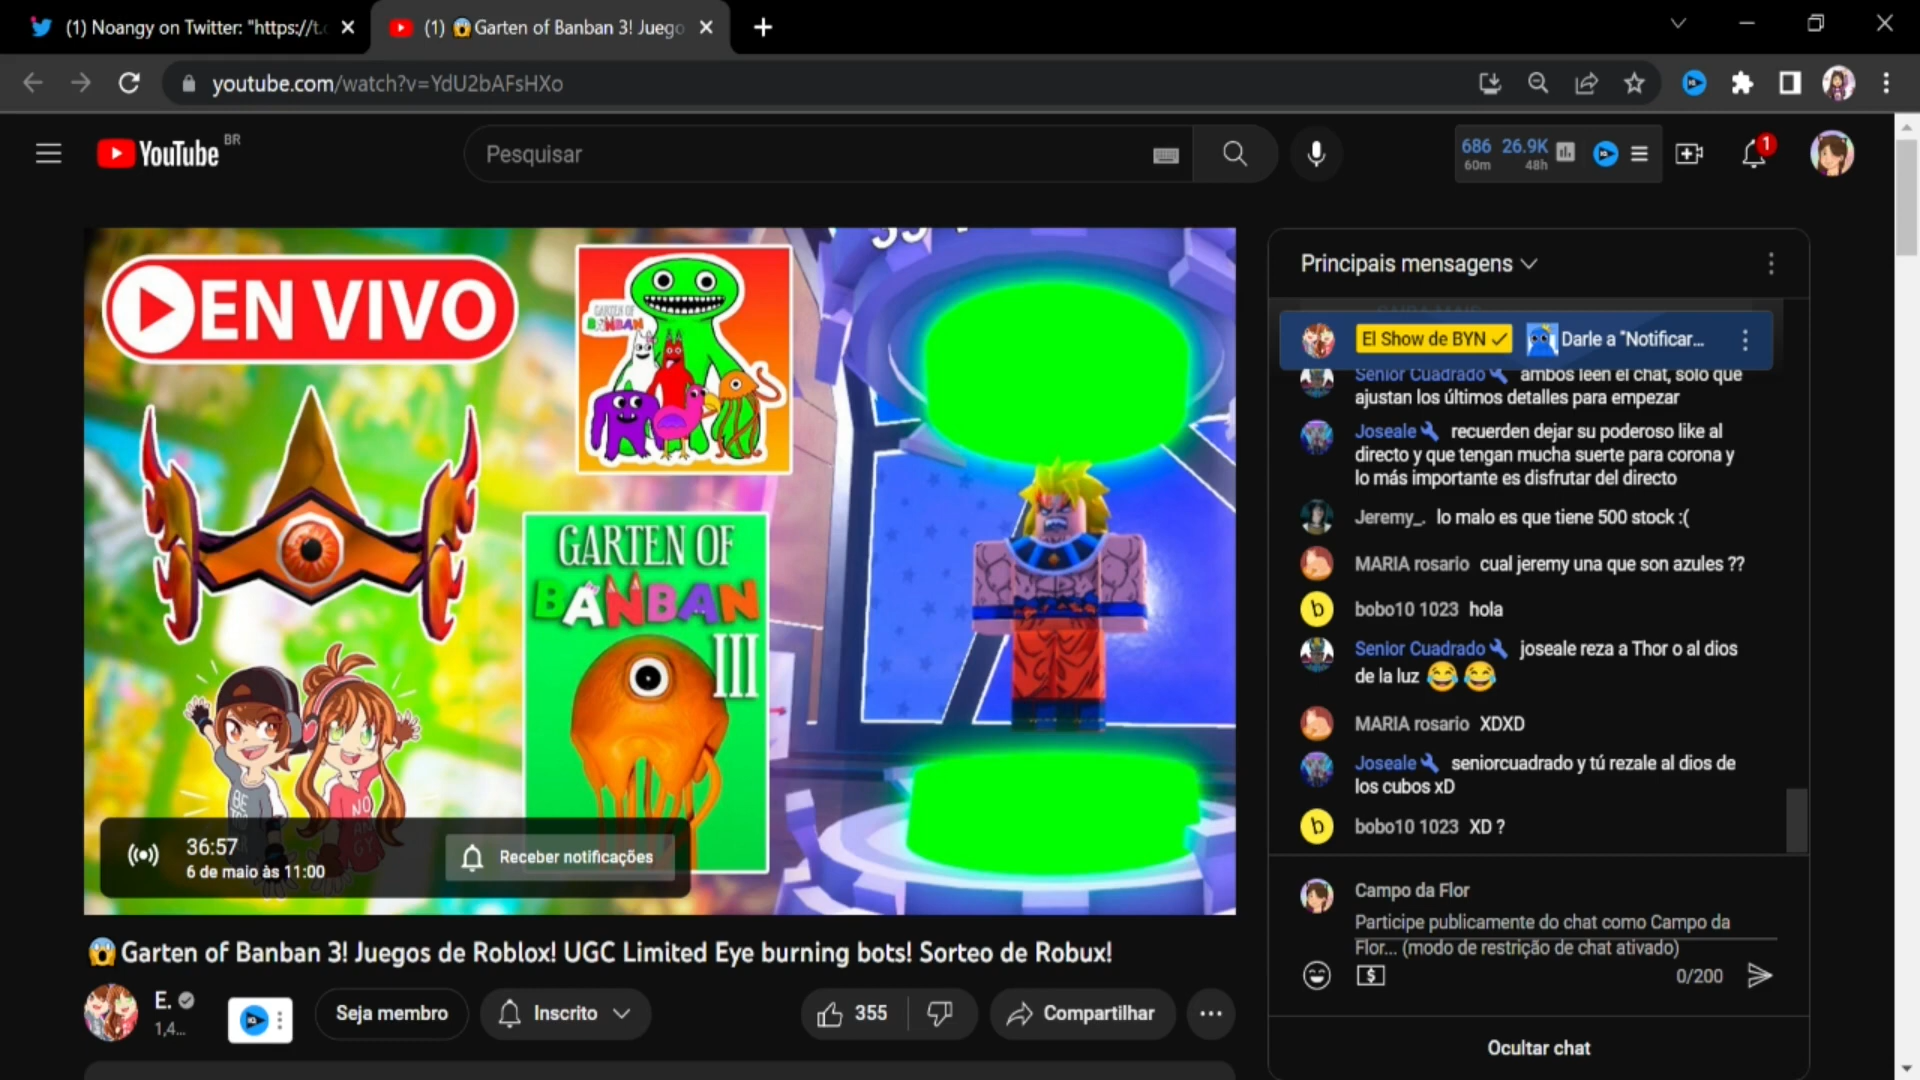 (1) Noangy on Twitter: "https://t.c
(1) 😱Garten of Banban 3! Juego
youtube.com/watch?v=YdU2bAFsHXo
YouTube BR
Pesquisar
686 26.9K
60m 48h
1
EN VIVO
GARTEN OF
BANBAN
GARTEN OF
BANBAN
III
BE
NO
AN
GY
36:57
6 de maio às 11:00
Receber notificações
😱Garten of Banban 3! Juegos de Roblox! UGC Limited Eye burning bots! Sorteo de Robux!
E.
1,4...
Seja membro
Inscrito
355
Compartilhar
Principais mensagens
El Show de BYN Darle a "Notificar...
Senior Cuadrado ambos leen el chat, solo que
ajustan los últimos detalles para empezar
Joseale recuerden dejar su poderoso like al
directo y que tengan mucha suerte para corona y
lo más importante es disfrutar del directo
Jeremy_. lo malo es que tiene 500 stock :(
MARIA rosario cual jeremy una que son azules ??
b bobo10 1023 hola
Senior Cuadrado joseale reza a Thor o al dios
de la luz 😂😂
MARIA rosario XDXD
Joseale seniorcuadrado y tú rezale al dios de
los cubos xD
b bobo10 1023 XD ?
Campo da Flor
Participe publicamente do chat como Campo da
Flor... (modo de restrição de chat ativado)
0/200
Ocultar chat